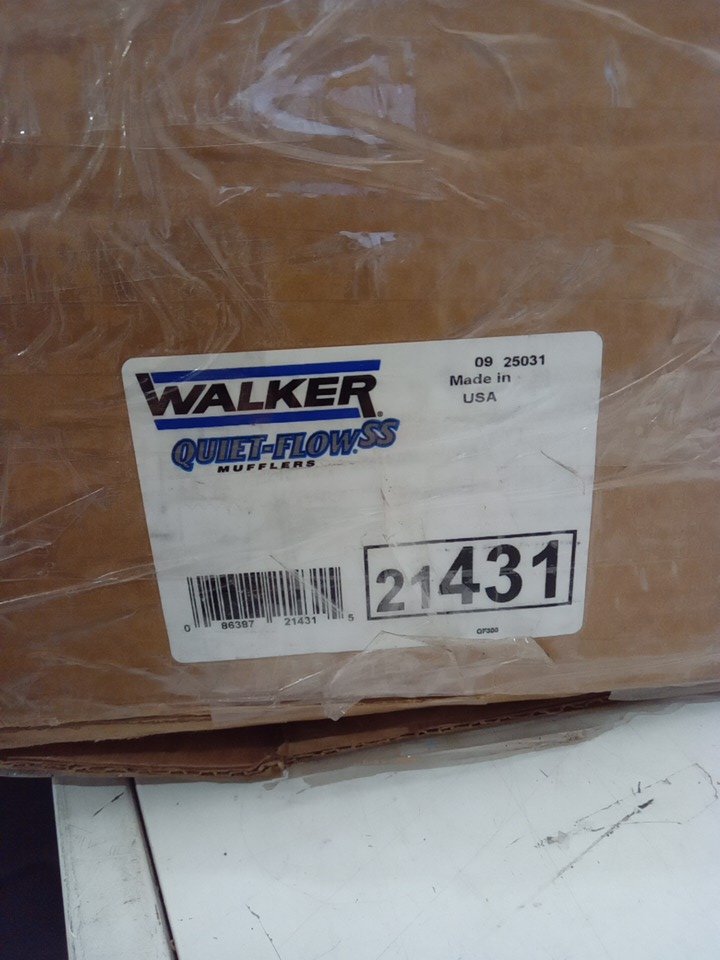 WALKER®
QUIET-FLOW SS
MUFFLERS
09 25031
Made in
USA
21431
0 86387 21431 5